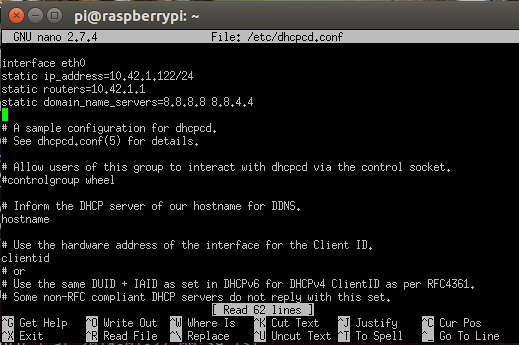 pi@raspberrypi: ~
GNU nano 2.7.4 File: /etc/dhcpcd.conf
interface eth0
static ip_address=10.42.1.122/24
static routers=10.42.1.1
static domain_name_servers=8.8.8.8 8.8.4.4
# A sample configuration for dhcpcd.
# See dhcpcd.conf(5) for details.
# Allow users of this group to interact with dhcpcd via the control socket.
#controlgroup wheel
# Inform the DHCP server of our hostname for DDNS.
hostname
# Use the hardware address of the interface for the Client ID.
clientid
# or
# Use the same DUID + IAID as set in DHCPv6 for DHCPv4 ClientID as per RFC4361.
# Some non-RFC compliant DHCP servers do not reply with this set.
[ Read 62 lines ]
^G Get Help ^O Write Out ^W Where Is ^K Cut Text ^J Justify ^C Cur Pos
^X Exit ^R Read File ^\ Replace ^U Uncut Text ^T To Spell ^_ Go To Line